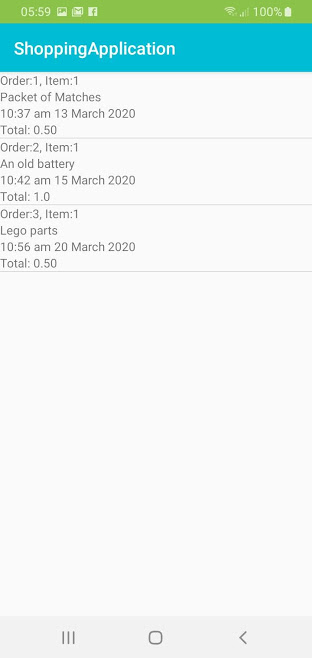 05:59
100%
ShoppingApplication
Order:1, Item:1
Packet of Matches
10:37 am 13 March 2020
Total: 0.50
Order:2, Item:1
An old battery
10:42 am 15 March 2020
Total: 1.0
Order:3, Item:1
Lego parts
10:56 am 20 March 2020
Total: 0.50